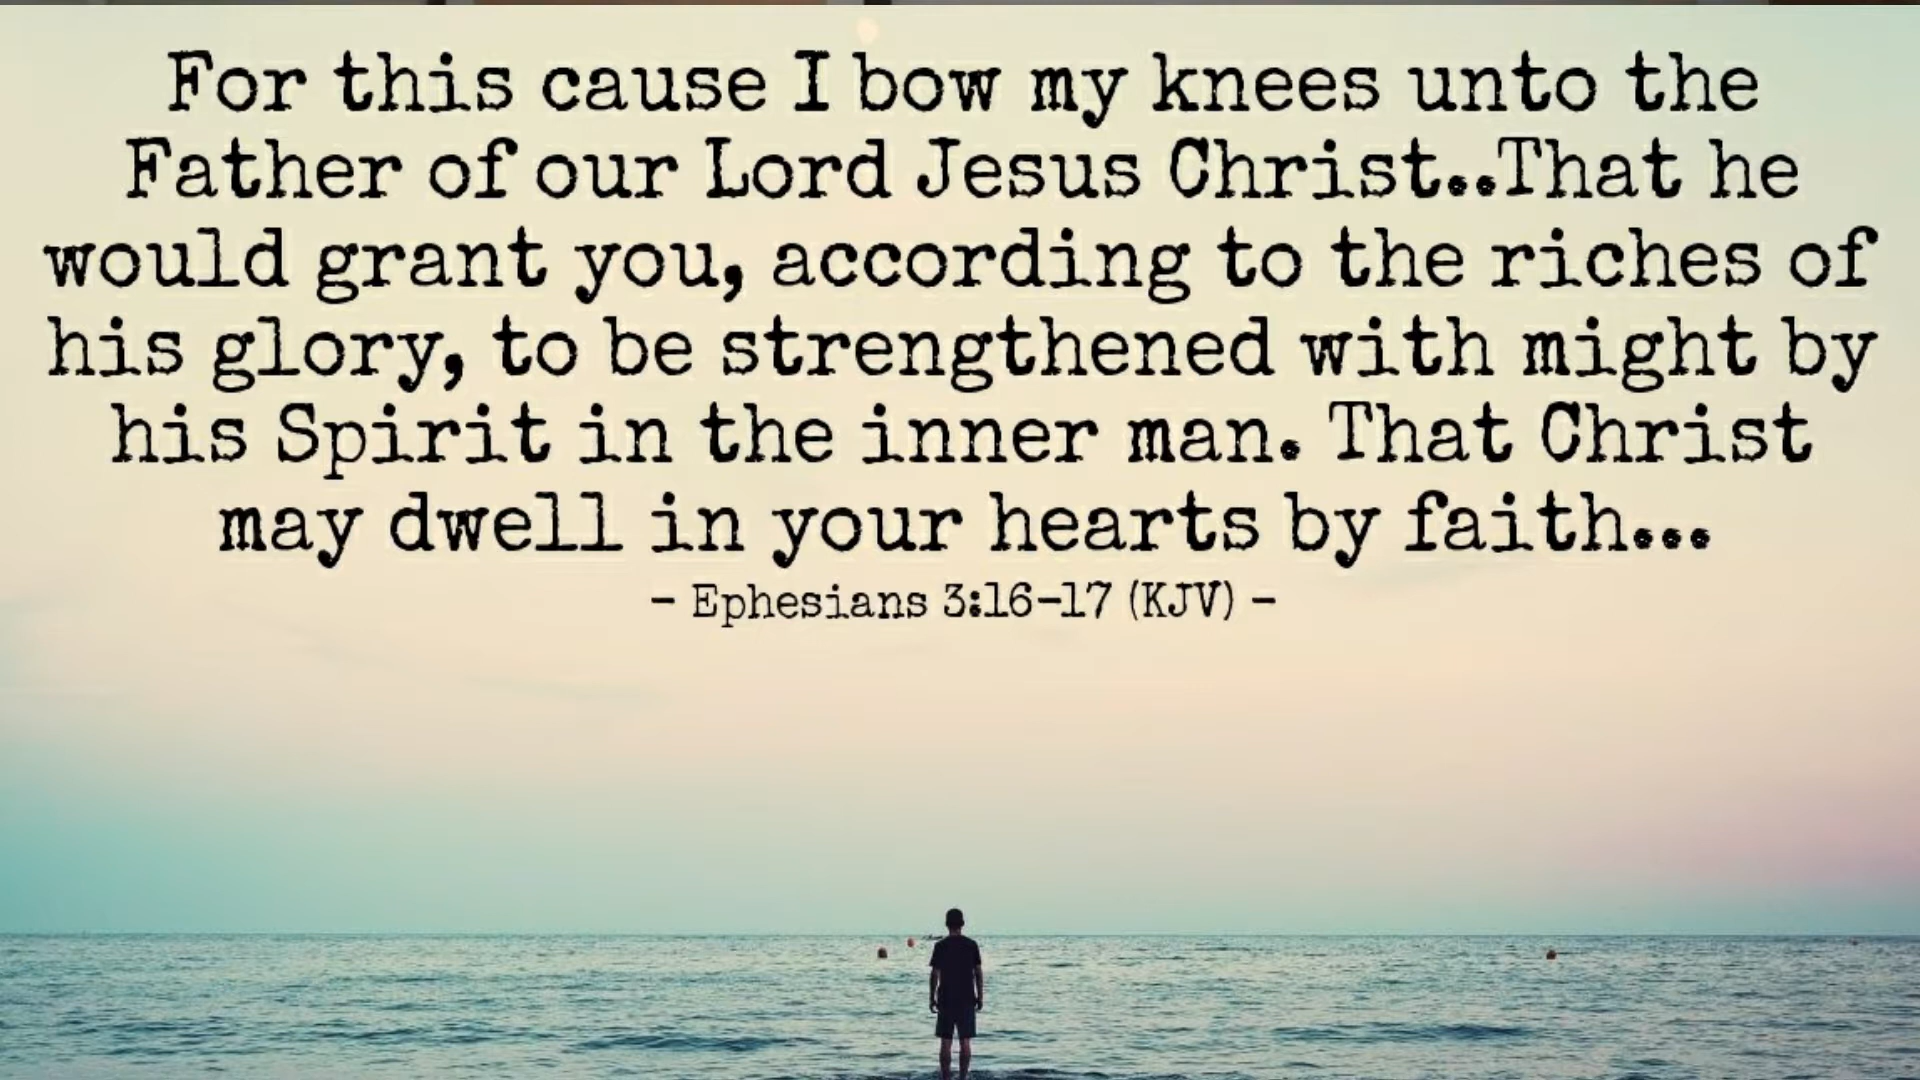 For this cause I bow my knees unto the
Father of our Lord Jesus Christ..That he
would grant you, according to the riches of
his glory, to be strengthened with might by
his Spirit in the inner man. That Christ
may dwell in your hearts by faith...
- Ephesians 3:16-17 (KJV) -